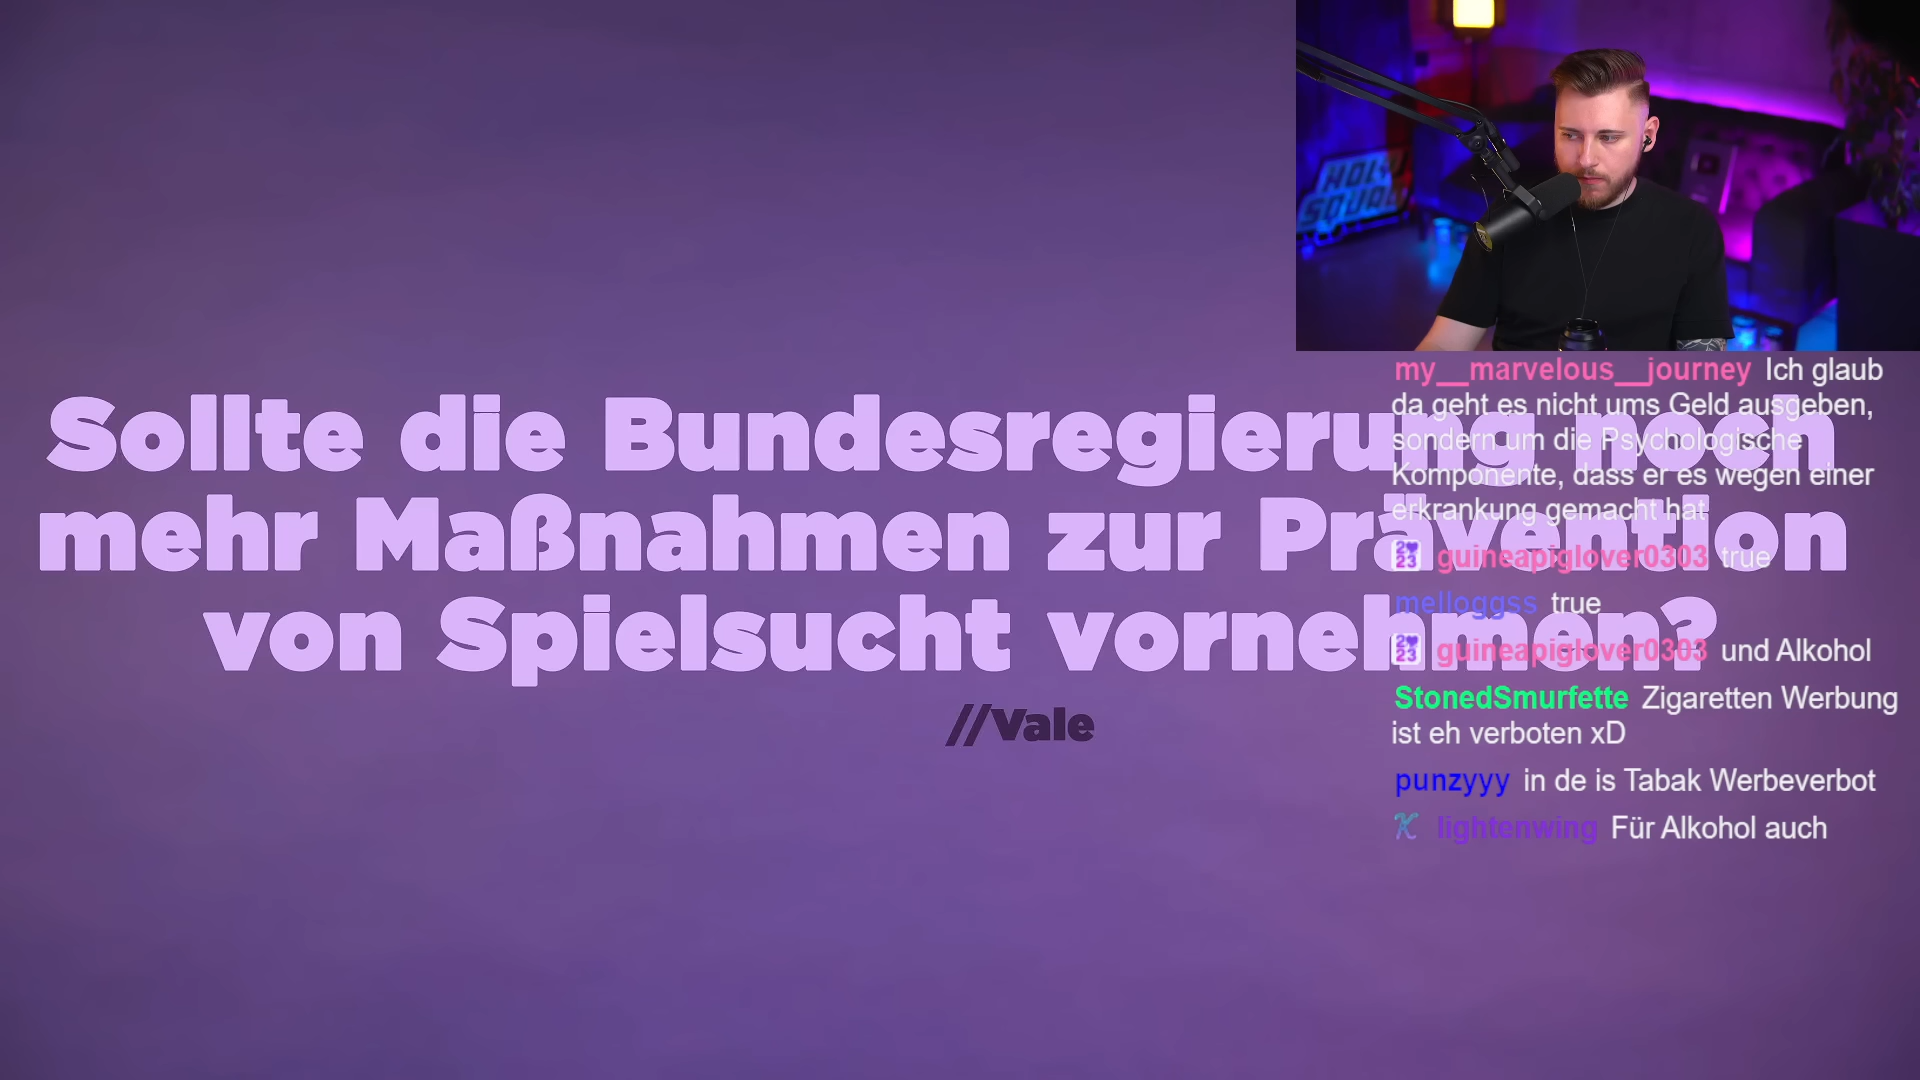 HOLY
SQUAD
Sollte die Bundesregierung noch
mehr Maßnahmen zur Prävention
von Spielsucht vornehmen?
//Vale
my__marvelous__journey Ich glaub
da geht es nicht ums Geld ausgeben,
sondern um die Psychologische
Komponente, dass er es wegen einer
erkrankung gemacht hat
guineapiglover0303 true
melloggss true
guineapiglover0303 und Alkohol
StonedSmurfette Zigaretten Werbung
ist eh verboten xD
punzyyy in de is Tabak Werbeverbot
lightenwing Für Alkohol auch